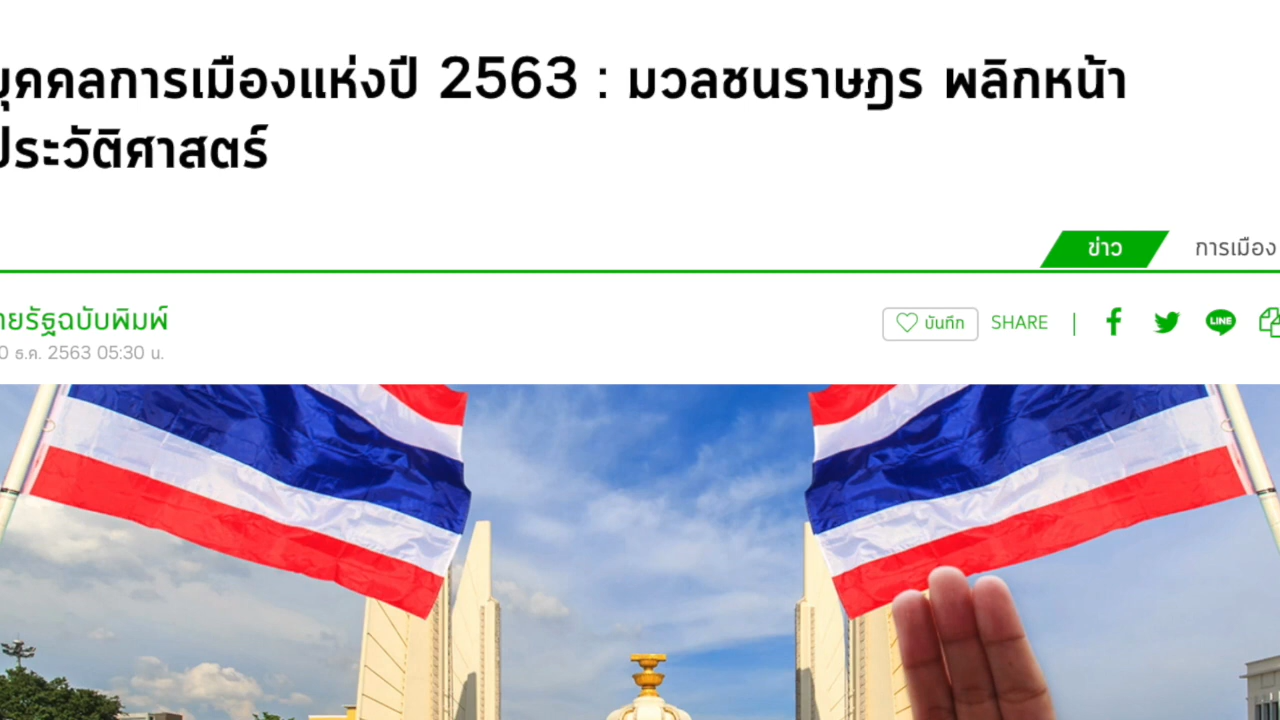 บุคคลการเมืองแห่งปี 2563 : มวลชนราษฎร พลิกหน้า
ประวัติศาสตร์
ข่าว การเมือง
ไทยรัฐฉบับพิมพ์
บันทึก SHARE | LINE
ธ.ค. 2563 05:30 น.